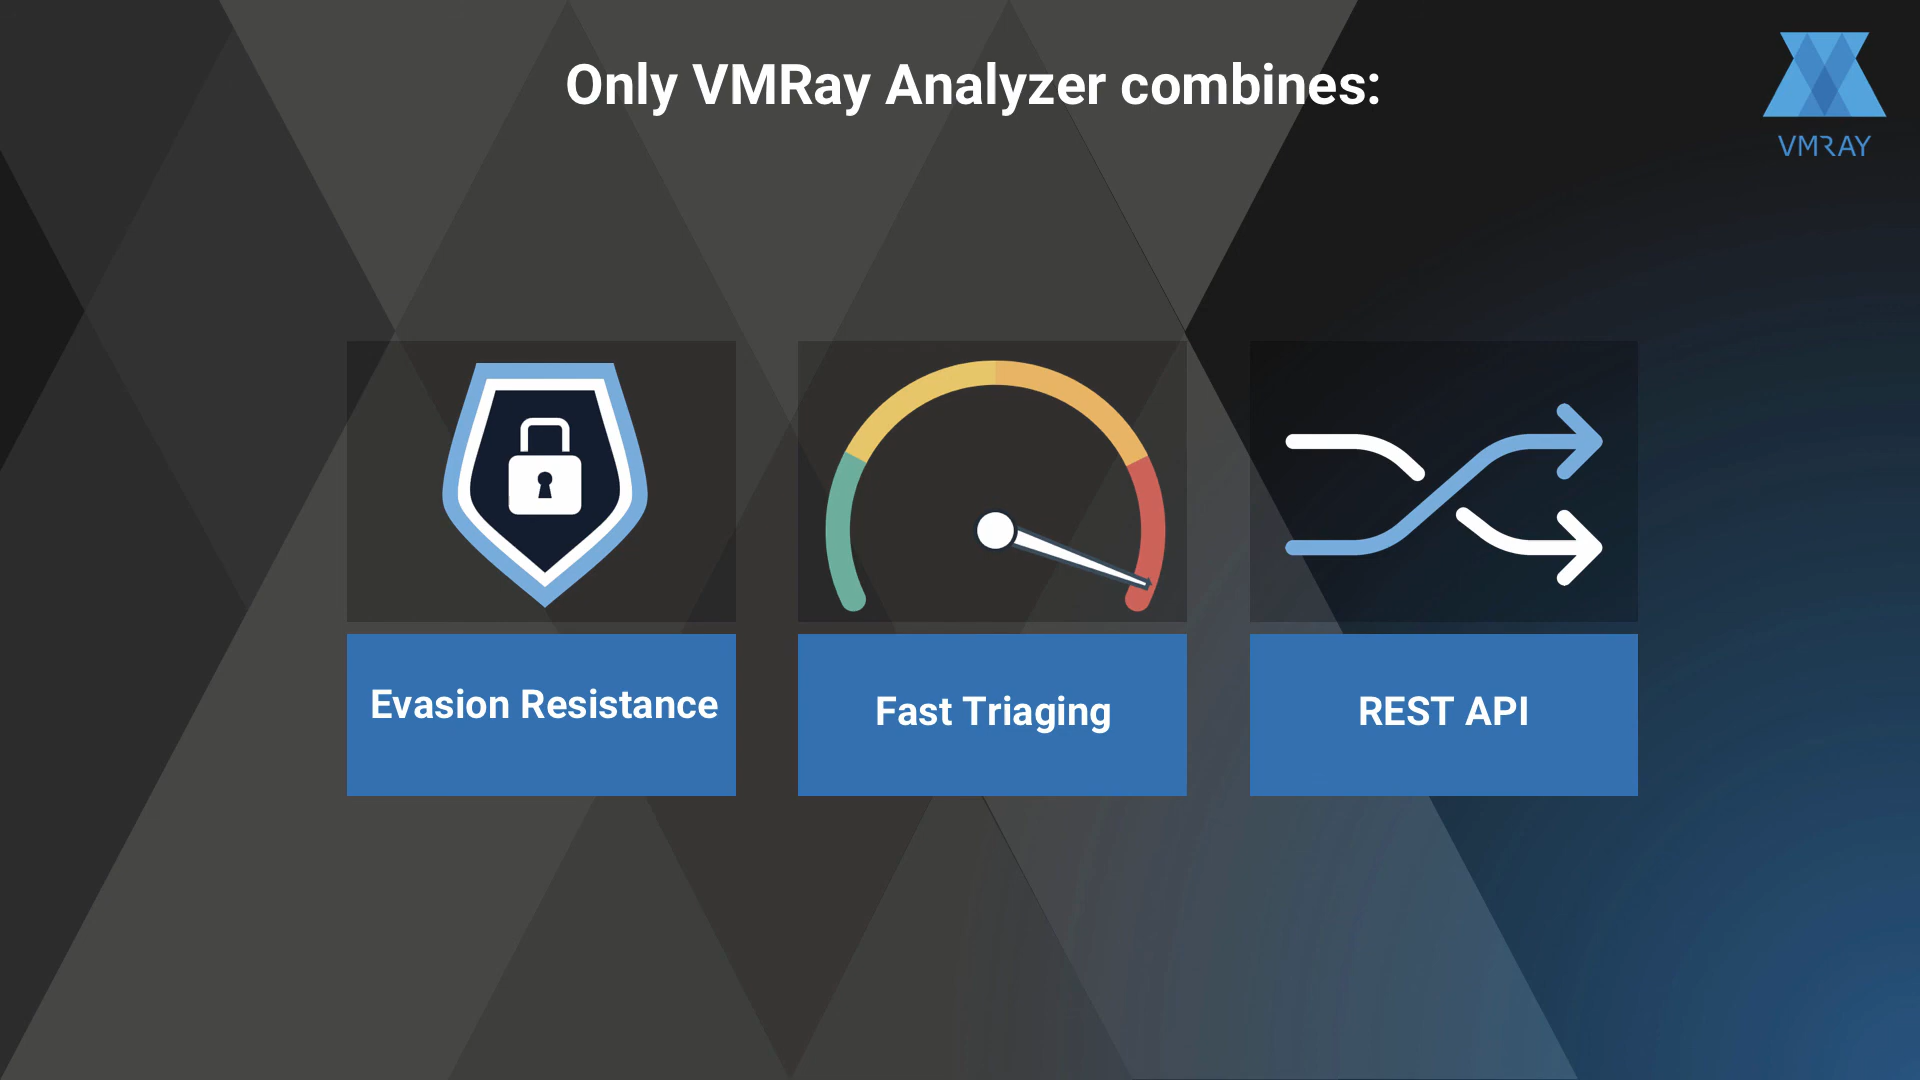 Only VMRay Analyzer combines:
VMRAY
Evasion Resistance
Fast Triaging
REST API